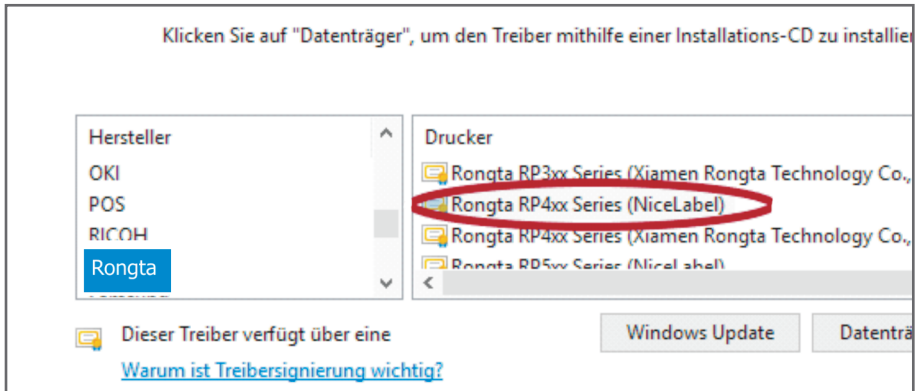 Klicken Sie auf "Datenträger", um den Treiber mithilfe einer Installations-CD zu
Hersteller
OKI
POS
RICOH
Rongta
Drucker
Rongta RP3xx Series (Xiamen Rongta Technology Co.,
Rongta RP4xx Series (NiceLabel)
Rongta RP4xx Series (Xiamen Rongta Technology Co.,
Rongta RP5xx Series (NiceLabel)
Dieser Treiber verfügt über eine
Warum ist Treibersignierung wichtig?
Windows Update